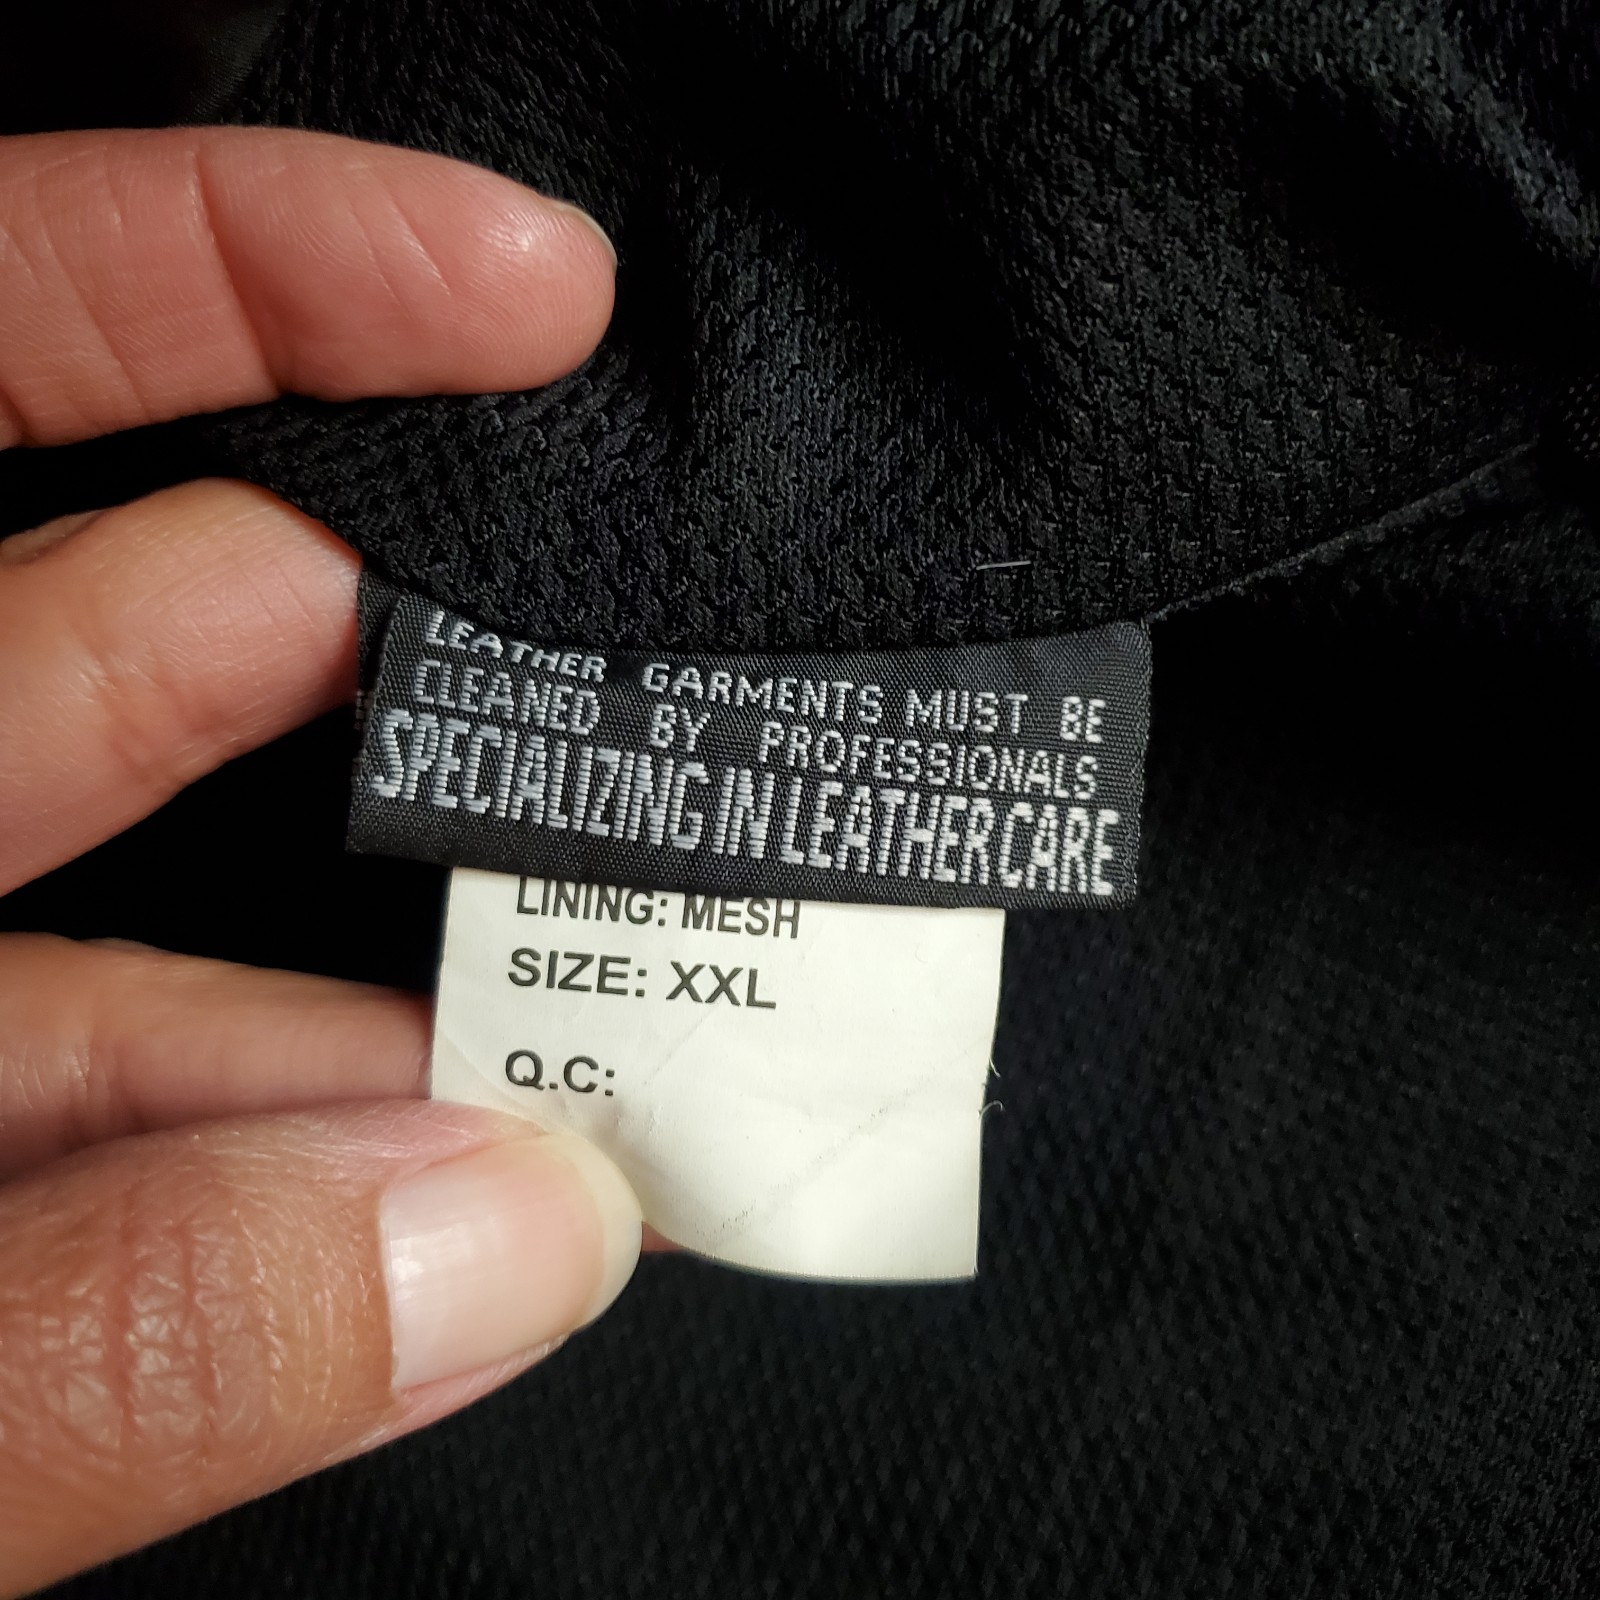 LEATHER GARMENTS MUST BE
CLEANED BY PROFESSIONALS
SPECIALIZING IN LEATHER CARE
LINING: MESH
SIZE: XXL
Q.C: